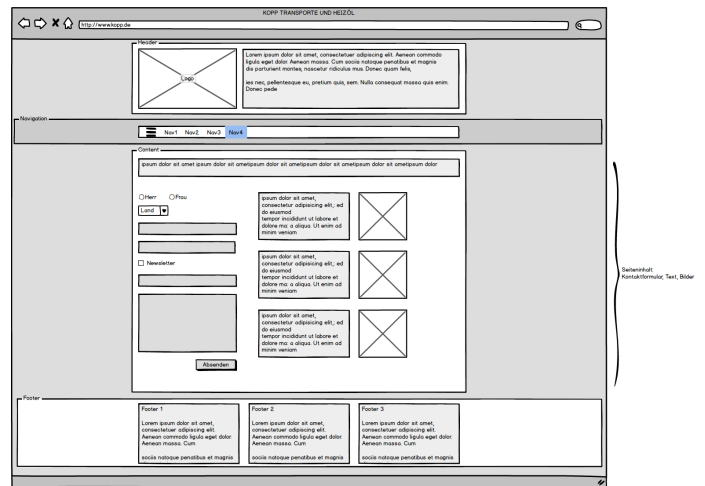 KOPP TRANSPORTE UND HEIZÖL
http://www.kopp.de
Header
Logo
Lorem ipsum dolor sit amet, consectetuer adipiscing elit. Aenean commodo
ligula eget dolor. Aenean massa. Cum sociis natoque penatibus et magnis
dis parturient montes, nascetur ridiculus mus. Donec quam felis,
ies nec, pellentesque eu, pretium quis, sem. Nulla consequat massa quis enim.
Donec pede
Navigation
Nav1 Nav2 Nav3 Nav4
Content
ipsum dolor sit amet ipsum dolor sit ametipsum dolor sit ametipsum dolor sit ametipsum dolor sit ametipsum dolor
Herr Frau
Land
Newsletter
Absenden
ipsum dolor sit amet,
consectetur adipisicing elit,; ed
do eiusmod
tempor incididunt ut labore et
dolore ma: a aliqua. Ut enim ad
minim veniam
ipsum dolor sit amet,
consectetur adipisicing elit,; ed
do eiusmod
tempor incididunt ut labore et
dolore ma: a aliqua. Ut enim ad
minim veniam
ipsum dolor sit amet,
consectetur adipisicing elit,; ed
do eiusmod
tempor incididunt ut labore et
dolore ma: a aliqua. Ut enim ad
minim veniam
Seiteninhalt:
Kontaktformular, Text, Bilder
Footer
Footer 1
Lorem ipsum dolor sit amet,
consectetuer adipiscing elit.
Aenean commodo ligula eget dolor.
Aenean massa. Cum
sociis natoque penatibus et magnis
Footer 2
Lorem ipsum dolor sit amet,
consectetuer adipiscing elit.
Aenean commodo ligula eget dolor.
Aenean massa. Cum
sociis natoque penatibus et magnis
Footer 3
Lorem ipsum dolor sit amet,
consectetuer adipiscing elit.
Aenean commodo ligula eget dolor.
Aenean massa. Cum
sociis natoque penatibus et magnis